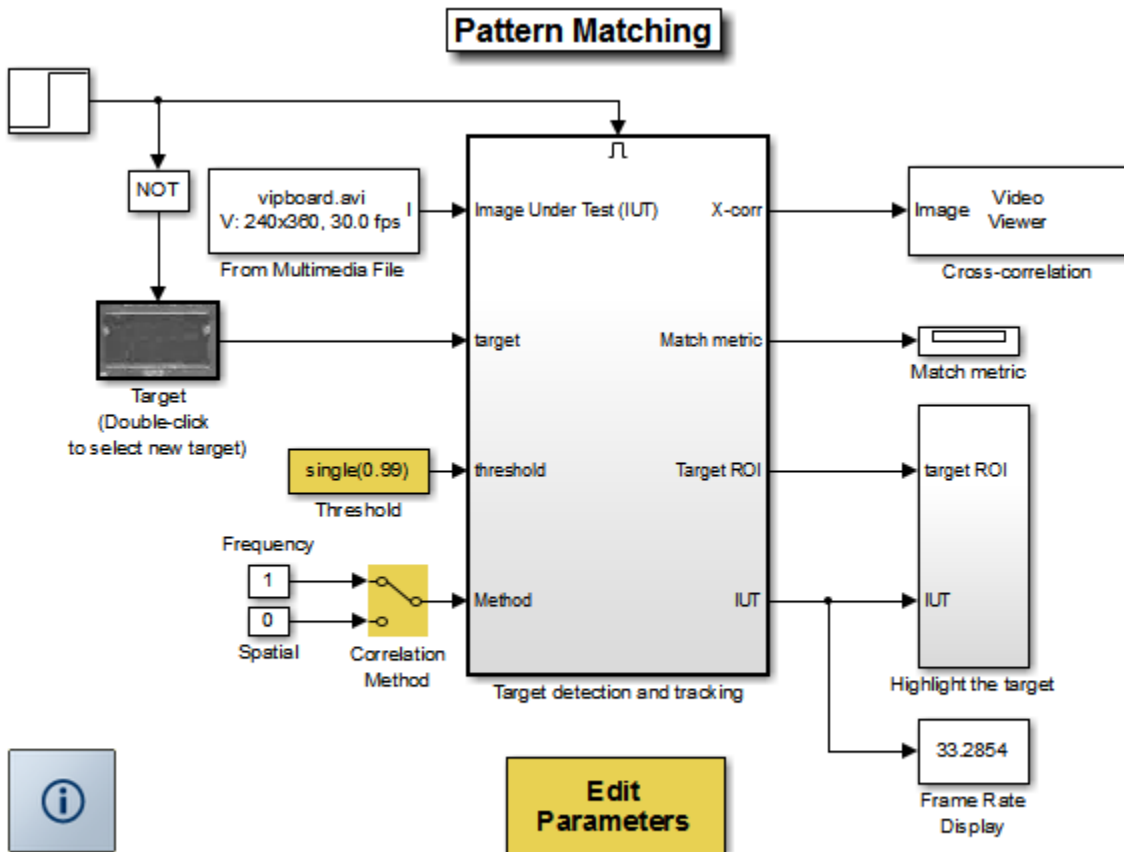 Pattern Matching
NOT
vipboard.avi
V: 240x360, 30.0 fps
I
From Multimedia File
Image Under Test (IUT)
X-corr
Image
Video
Viewer
Cross-correlation
target
Match metric
Match metric
Target
(Double-click
to select new target)
single(0.99)
Threshold
threshold
Target ROI
target ROI
Frequency
1
0
Spatial
Correlation
Method
Method
IUT
IUT
Target detection and tracking
Highlight the target
33.2854
Frame Rate
Display
i
Edit
Parameters